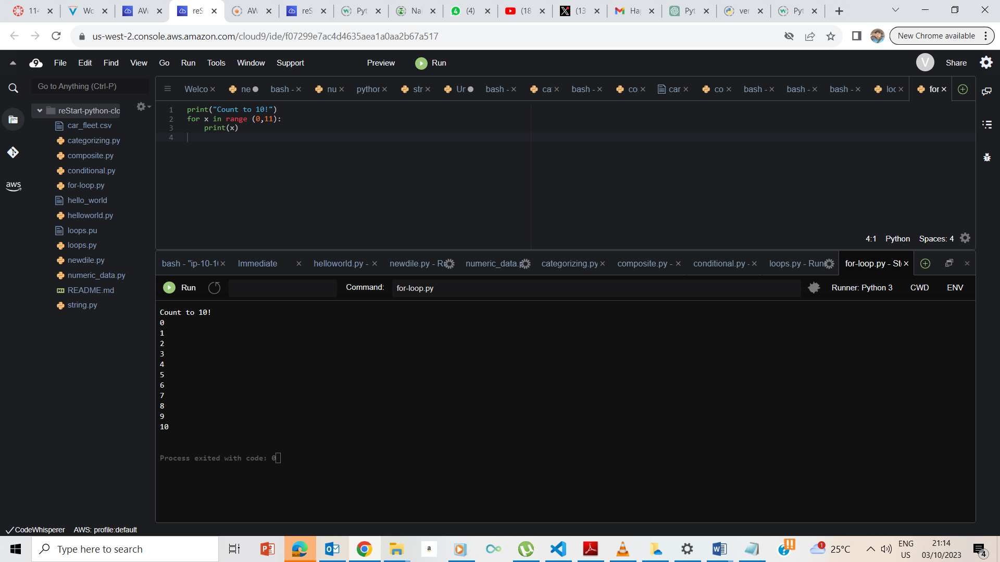 114
Wo
AW
reS
AW
reS
Pyt
Nai
(4)
(18
(13
Ha
Pyt
ver
Pyt
us-west-2.console.aws.amazon.com/cloud9/ide/f07299e7ac4d4635aea1a0aa2b67a517
New Chrome available
9 File Edit Find View Go Run Tools Window Support Preview Run V Share
Go to Anything (Ctrl-P)
reStart-python-clo
car_fleet.csv
categorizing.py
composite.py
conditional.py
for-loop.py
hello_world
helloworld.py
loops.pu
loops.py
newdile.py
numeric_data.py
README.md
string.py
aws
Welco ne bash - nu python str Un bash - cat bash - co car co bash - bash - bash - loc for
1 print("Count to 10!")
2 for x in range (0,11):
3 print(x)
4
4:1 Python Spaces: 4
bash - "ip-10-1 Immediate helloworld.py - newdile.py - R numeric_data.p categorizing.py composite.py - conditional.py - loops.py - Run for-loop.py - St
Run Command: for-loop.py Runner: Python 3 CWD ENV
Count to 10!
0
1
2
3
4
5
6
7
8
9
10
Process exited with code: 0
CodeWhisperer AWS: profile:default
Type here to search
a
1
25°C
ENG
US
21:14
03/10/2023
4